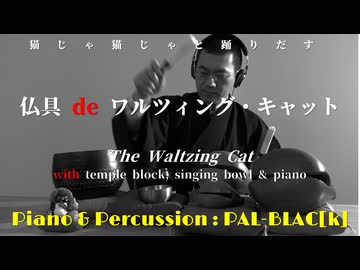 猫じゃ猫じゃと踊りだす
仏具 de ワルツィング・キャット
The Waltzing Cat
with temple block, singing bowl & piano
Piano & Percussion : PAL-BLAC[k]